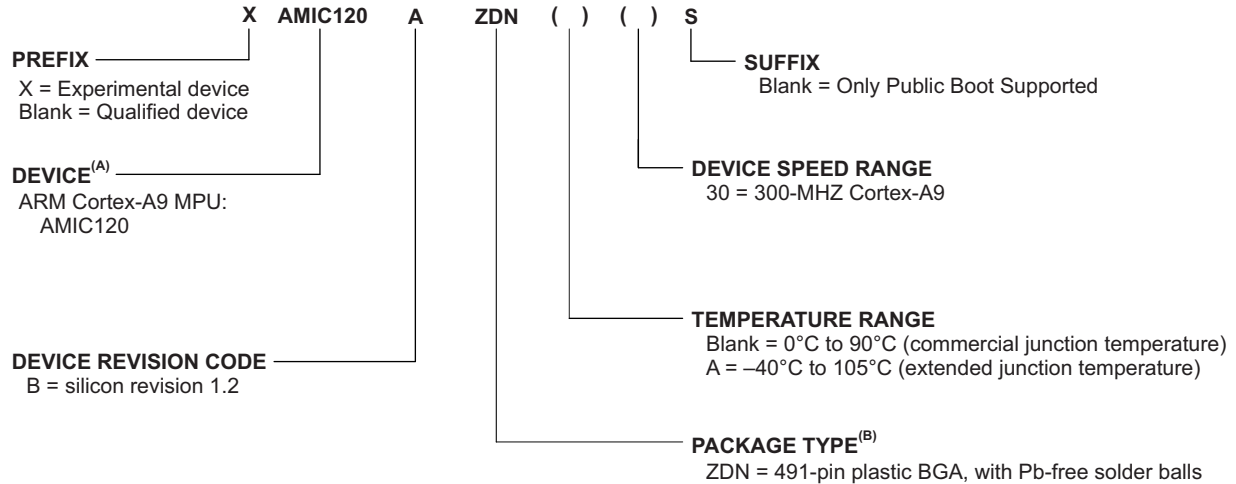 X AMIC120 A ZDN ( ) ( ) S
PREFIX
X = Experimental device
Blank = Qualified device
SUFFIX
Blank = Only Public Boot Supported
DEVICE(A)
ARM Cortex-A9 MPU:
AMIC120
DEVICE SPEED RANGE
30 = 300-MHZ Cortex-A9
TEMPERATURE RANGE
Blank = 0°C to 90°C (commercial junction temperature)
A = –40°C to 105°C (extended junction temperature)
DEVICE REVISION CODE
B = silicon revision 1.2
PACKAGE TYPE(B)
ZDN = 491-pin plastic BGA, with Pb-free solder balls